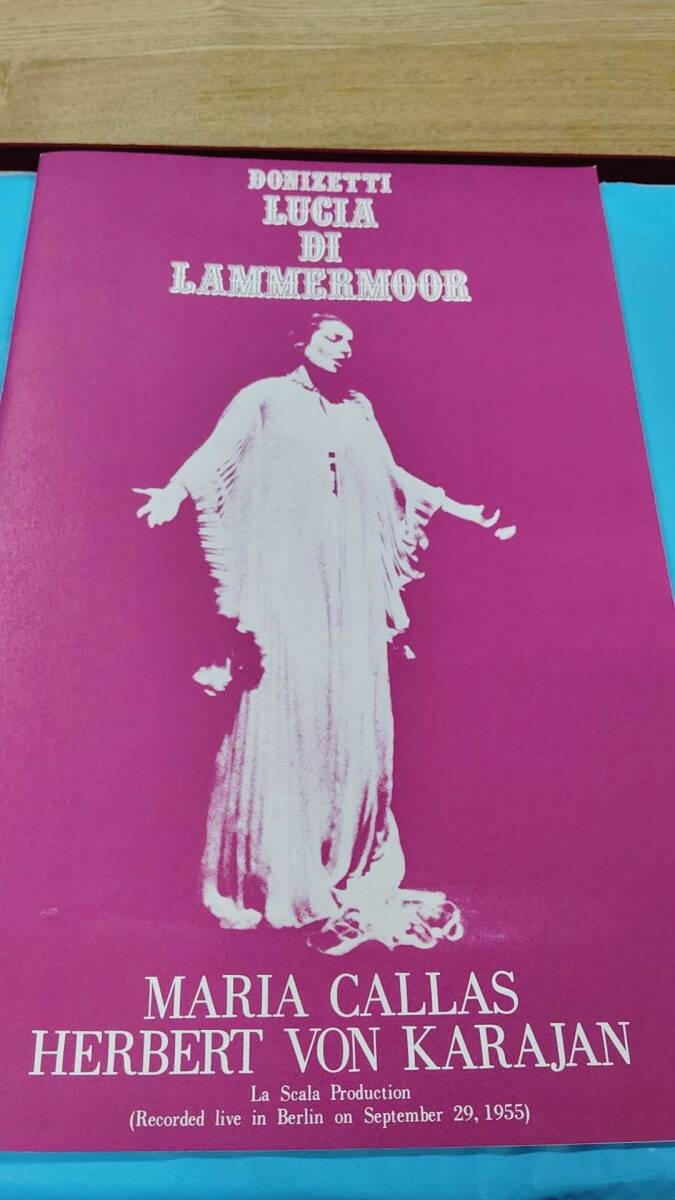 DONIZETTI
LUCIA
DI
LAMMERMOOR
MARIA CALLAS
HERBERT VON KARAJAN
La Scala Production
(Recorded live in Berlin on September 29, 1955)